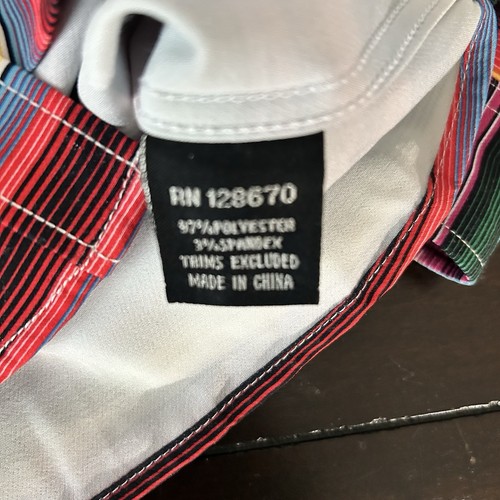 RN 128670
97% POLYESTER
3% SPANDEX
TRIMS EXCLUDED
MADE IN CHINA